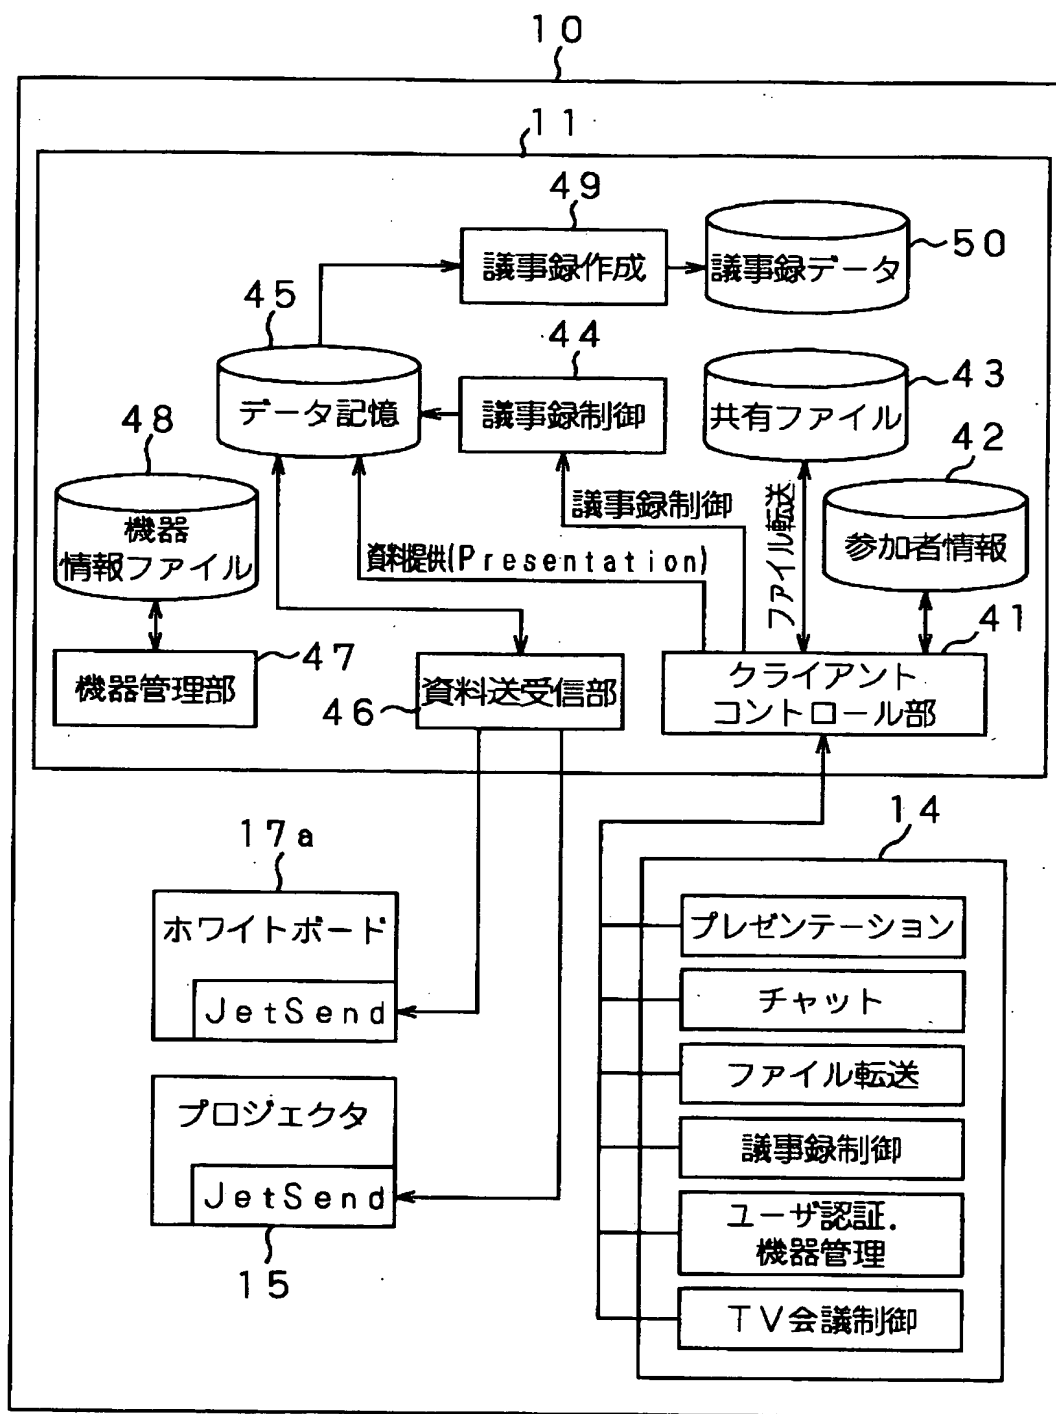 10
11
49
議事録作成
議事録データ
50
45
データ記憶
44
議事録制御
共有ファイル
43
48
機器
情報ファイル
42
参加者情報
議事録制御
資料提供(Presentation)
ファイル転送
機器管理部
47
46
資料送受信部
41
クライアント
コントロール部
17a
ホワイトボード
JetSend
プロジェクタ
JetSend
15
14
プレゼンテーション
チャット
ファイル転送
議事録制御
ユーザ認証.
機器管理
TV会議制御